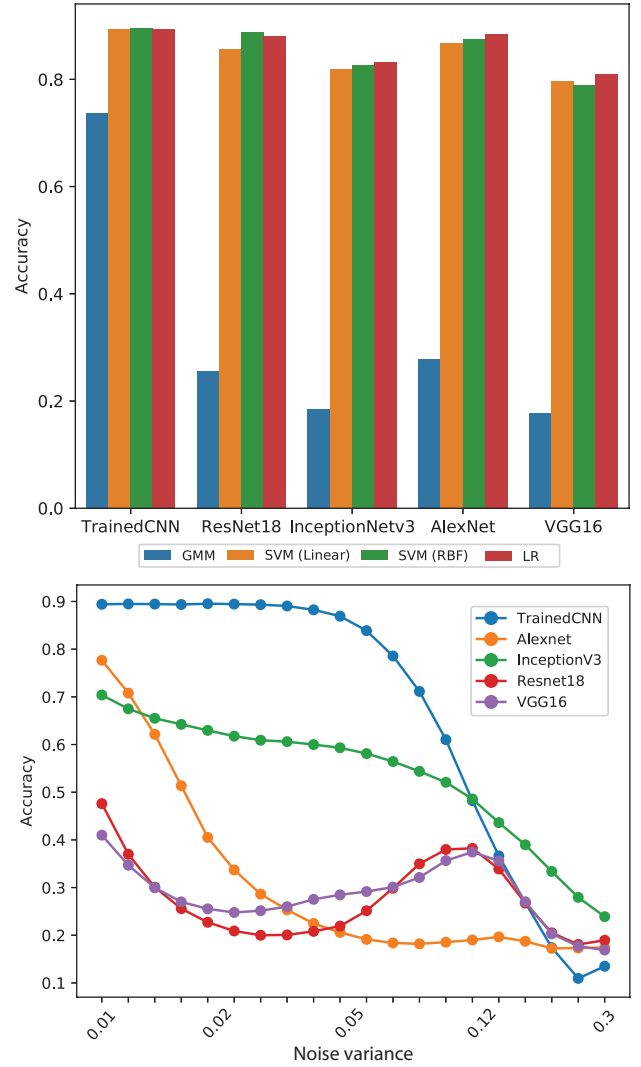 Accuracy
0.8
0.6
0.4
0.2
0.0
TrainedCNN ResNet18 InceptionNetv3 AlexNet VGG16
GMM SVM (Linear) SVM (RBF) LR
Accuracy
0.9
0.8
0.7
0.6
0.5
0.4
0.3
0.2
0.1
TrainedCNN
Alexnet
InceptionV3
Resnet18
VGG16
0.01 0.02 0.05 0.12 0.3
Noise variance